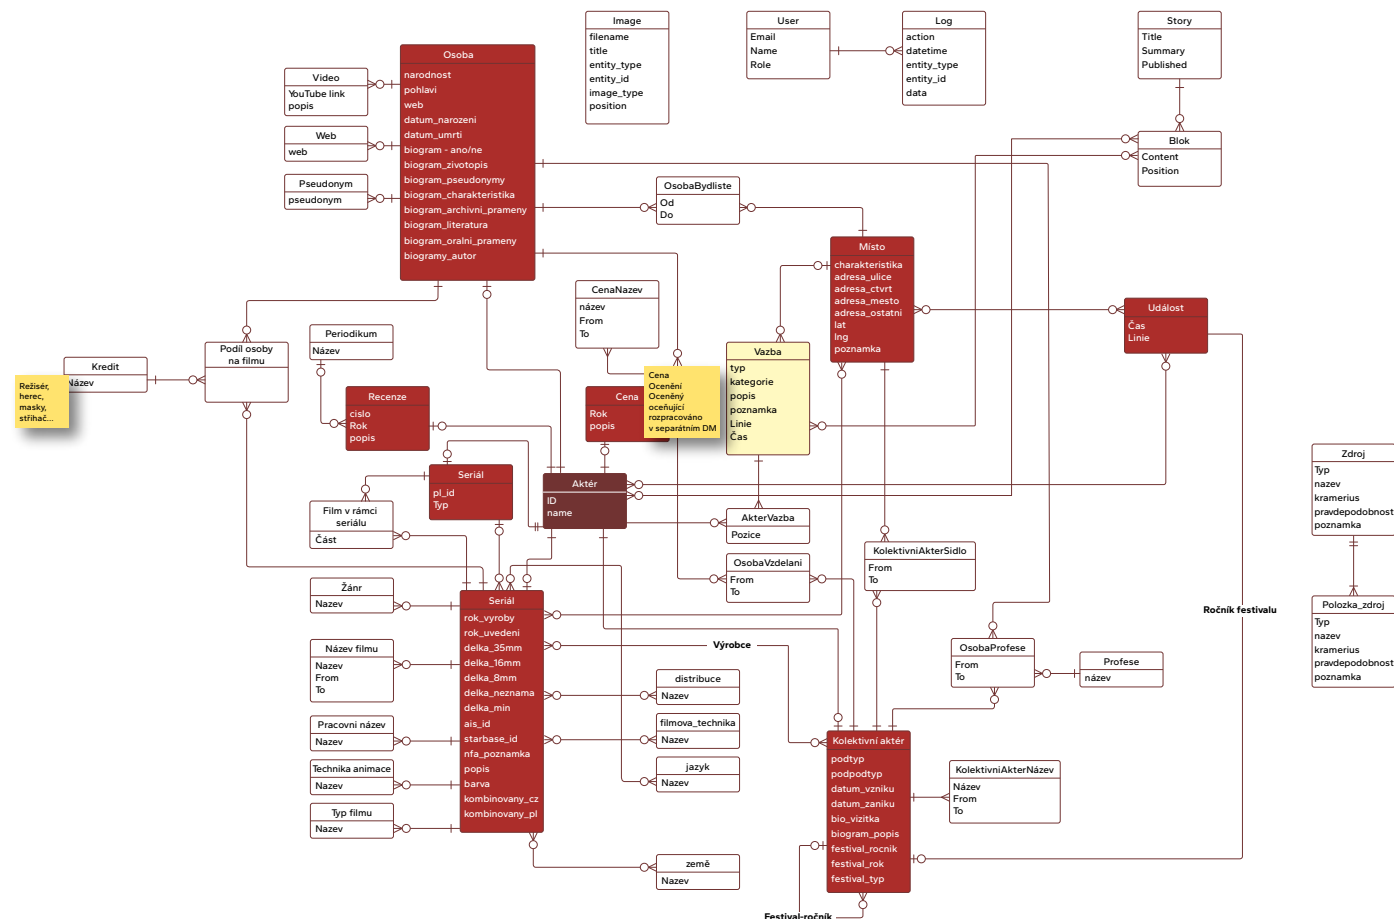 Image
filename
title
entity_type
entity_id
image_type
position
User
Email
Name
Role
Log
action
datetime
entity_type
entity_id
data
Story
Title
Summary
Published
Osoba
narodnost
pohlavi
web
datum_narozeni
datum_umrti
biogram - ano/ne
biogram_zivotopis
biogram_pseudonymy
biogram_charakteristika
biogram_archivni_prameny
biogram_literatura
biogram_oralni_prameny
biogramy_autor
Video
YouTube link
popis
Web
web
Pseudonym
pseudonym
Blok
Content
Position
OsobaBydliste
Od
Do
Místo
charakteristika
adresa_ulice
adresa_ctvrt
adresa_mesto
adresa_ostatni
lat
lng
poznamka
CenaNazev
název
From
To
Událost
Čas
Linie
Periodikum
Název
Podíl osoby
na filmu
Kredit
Název
Režisér,
herec,
masky,
střihač...
Recenze
cislo
Rok
popis
Cena
Rok
popis
Cena
Ocenění
Oceněný
oceňující
rozpracováno
v separátním DM
Vazba
typ
kategorie
popis
poznamka
Linie
Čas
Seriál
pl_id
Typ
Aktér
ID
name
Film v rámci
seriálu
Část
AkterVazba
Pozice
Zdroj
Typ
nazev
kramerius
pravdepodobnost
poznamka
OsobaVzdelani
From
To
KolektivniAkterSidlo
From
To
Žánr
Nazev
Seriál
rok_vyroby
rok_uvedeni
delka_35mm
delka_16mm
delka_8mm
delka_neznama
delka_min
ais_id
starbase_id
nfa_poznamka
popis
barva
kombinovany_cz
kombinovany_pl
Polozka_zdroj
Typ
nazev
kramerius
pravdepodobnost
poznamka
Ročník festivalu
Název filmu
Nazev
From
To
Výrobce
OsobaProfese
From
To
Profese
název
distribuce
Nazev
Pracovni název
Nazev
filmova_technika
Nazev
Technika animace
Nazev
jazyk
Nazev
Kolektivní aktér
podtyp
podpodtyp
datum_vzniku
datum_zaniku
bio_vizitka
biogram_popis
festival_rocnik
festival_rok
festival_typ
KolektivniAkterNázev
Název
From
To
Typ filmu
Nazev
země
Nazev
Festival-ročník